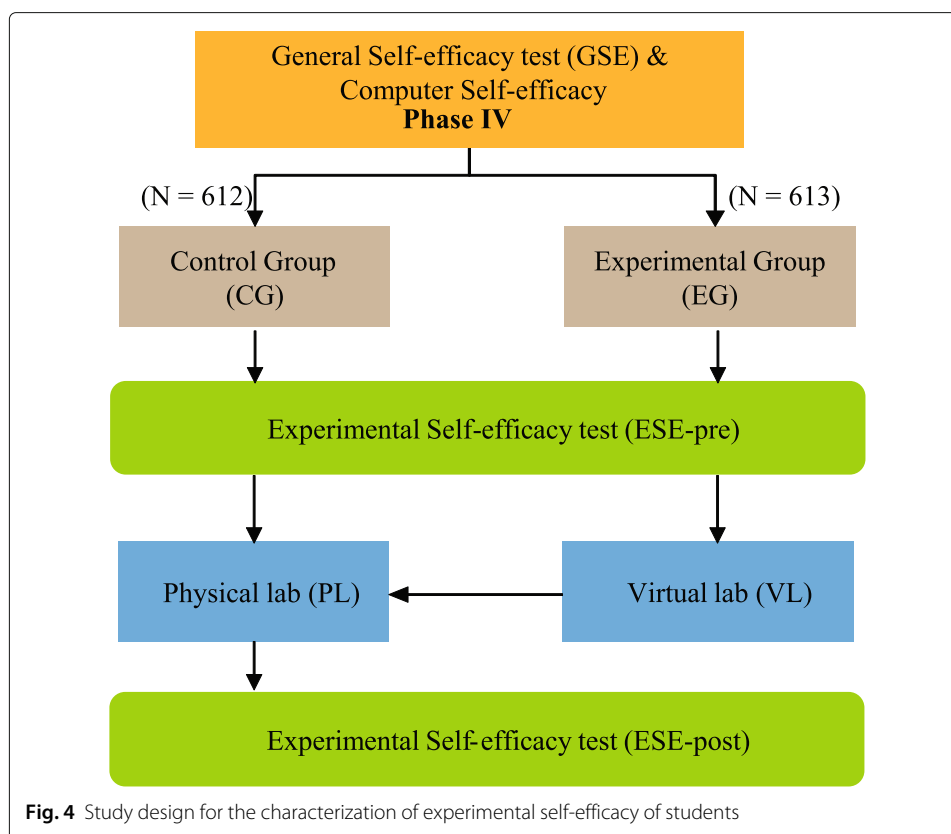 General Self-efficacy test (GSE) &
Computer Self-efficacy
Phase IV
(N = 612)
(N = 613)
Control Group
(CG)
Experimental Group
(EG)
Experimental Self-efficacy test (ESE-pre)
Physical lab (PL)
Virtual lab (VL)
Experimental Self-efficacy test (ESE-post)
Fig. 4 Study design for the characterization of experimental self-efficacy of students